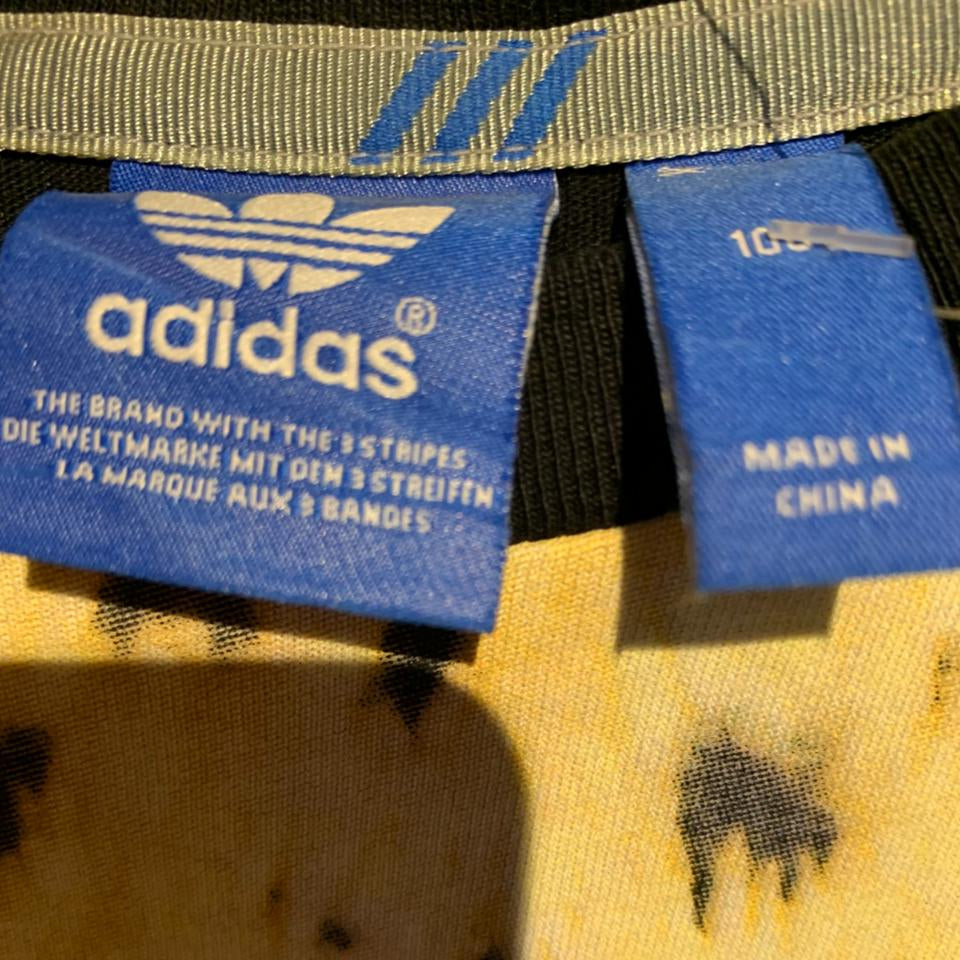 adidas ®
THE BRAND WITH THE 3 STRIPES
DIE WELTMARKE MIT DEN 3 STREIFEN
LA MARQUE AUX 3 BANDES
MADE IN
CHINA